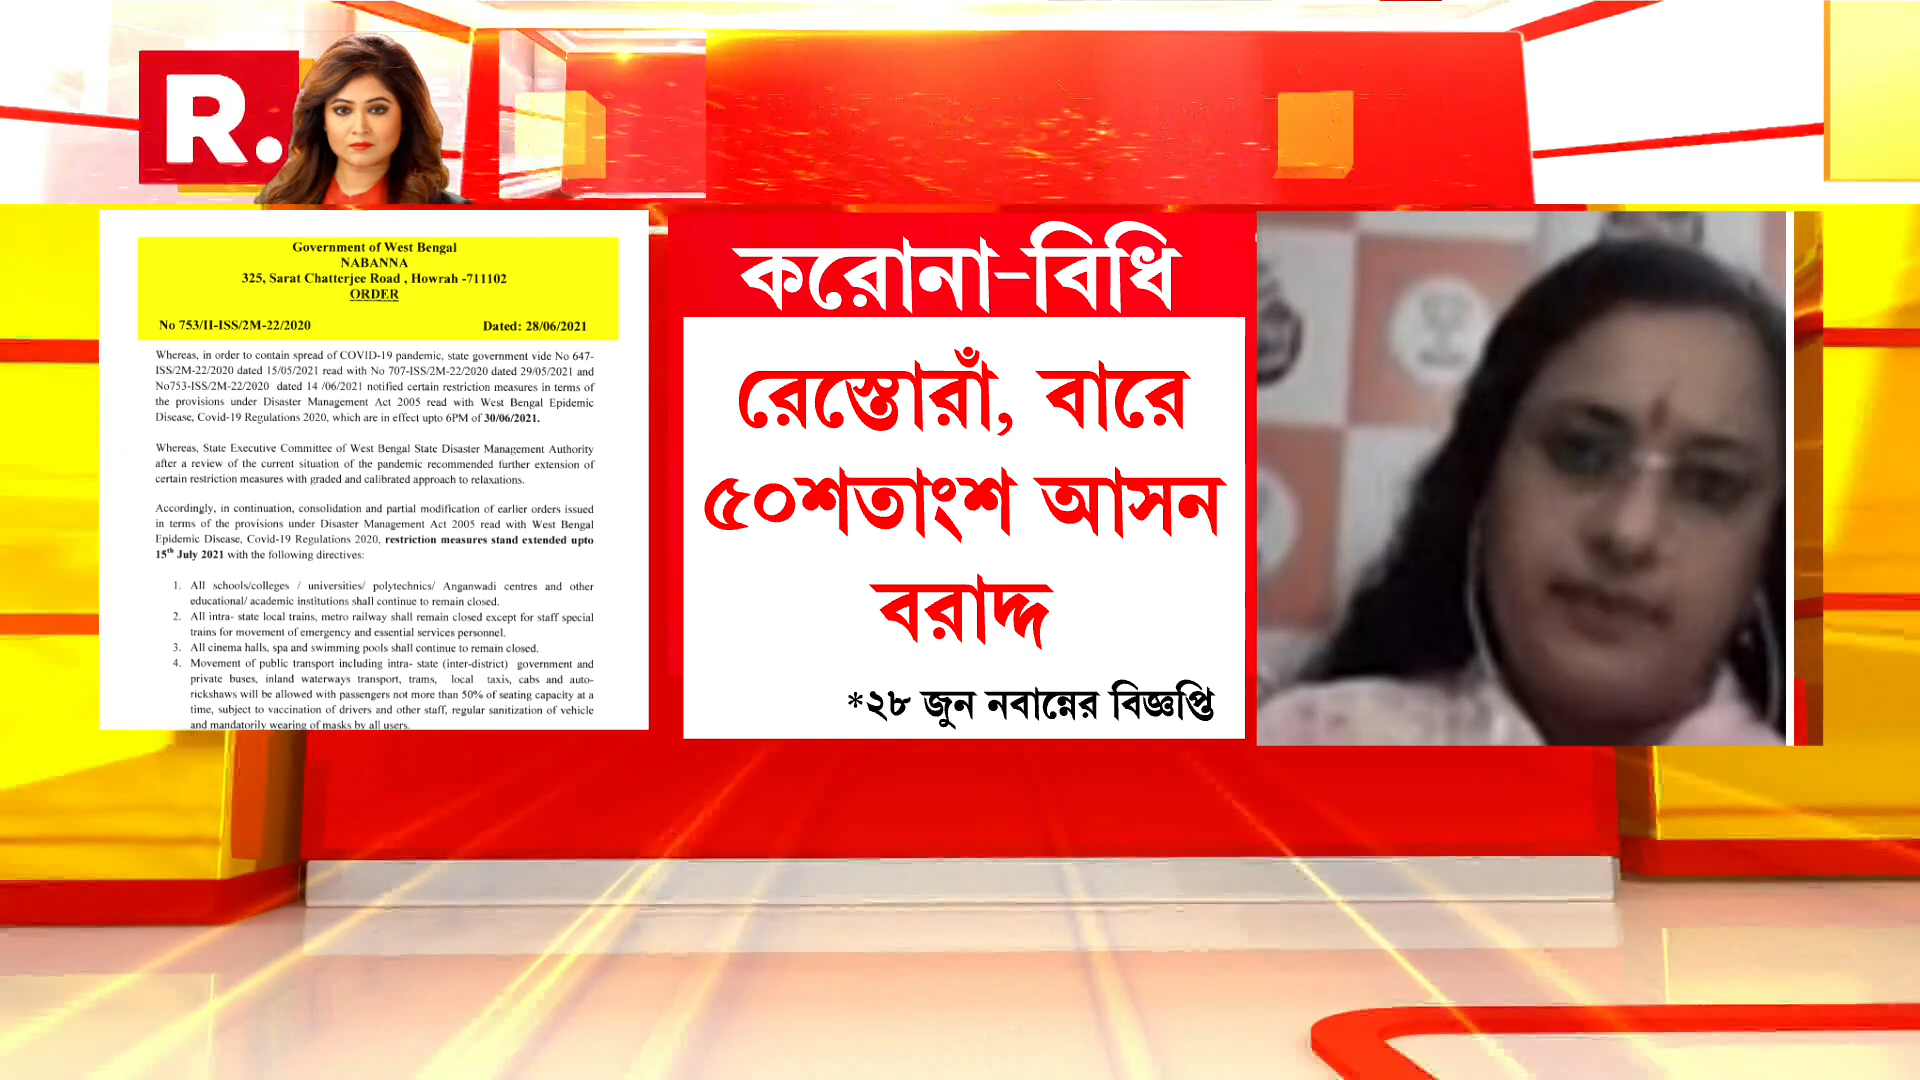 R.
Government of West Bengal
NABANNA
325, Sarat Chatterjee Road , Howrah -711102
ORDER
No 753/II-ISS/2M-22/2020 Dated: 28/06/2021
Whereas, in order to contain spread of COVID-19 pandemic, state government vide No 647-
ISS/2M-22/2020 dated 15/05/2021 read with No 707-ISS/2M-22/2020 dated 29/05/2021 and
No753-ISS/2M-22/2020 dated 14 /06/2021 notified certain restriction measures in terms of
the provisions under Disaster Management Act 2005 read with West Bengal Epidemic
Disease, Covid-19 Regulations 2020, which are in effect upto 6PM of 30/06/2021.
Whereas, State Executive Committee of West Bengal State Disaster Management Authority
after a review of the current situation of the pandemic recommended further extension of
certain restriction measures with graded and calibrated approach to relaxations.
Accordingly, in continuation, consolidation and partial modification of earlier orders issued
in terms of the provisions under Disaster Management Act 2005 read with West Bengal
Epidemic Disease, Covid-19 Regulations 2020, restriction measures stand extended upto
15th July 2021 with the following directives:
1. All schools/colleges / universities/ polytechnics/ Anganwadi centres and other
educational/ academic institutions shall continue to remain closed.
2. All intra- state local trains, metro railway shall remain closed except for staff special
trains for movement of emergency and essential services personnel.
3. All cinema halls, spa and swimming pools shall continue to remain closed.
4. Movement of public transport including intra- state (inter-district) government and
private buses, inland waterways transport, trams, local taxis, cabs and auto-
rickshaws will be allowed with passengers not more than 50% of seating capacity at a
time, subject to vaccination of drivers and other staff, regular sanitization of vehicle
and mandatorily wearing of masks by all users.
করোনা-বিধি
রেস্তোরাঁ, বারে
৫০শতাংশ আসন
বরাদ্দ
*২৮ জুন নবান্নের বিজ্ঞপ্তি